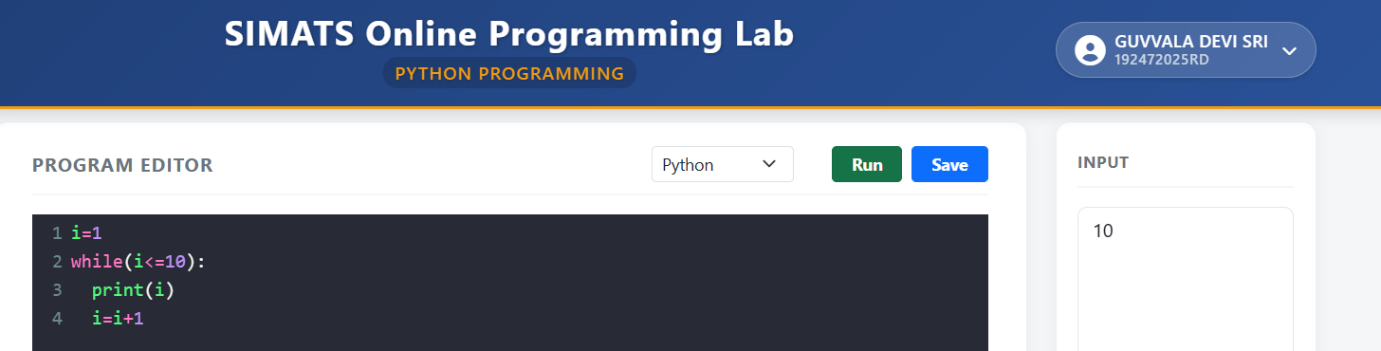 SIMATS Online Programming Lab
PYTHON PROGRAMMING
GUVVALA DEVI SRI
192472025RD
PROGRAM EDITOR
Python
Run
Save
INPUT
1 i=1
2 while(i<=10):
3   print(i)
4   i=i+1
10